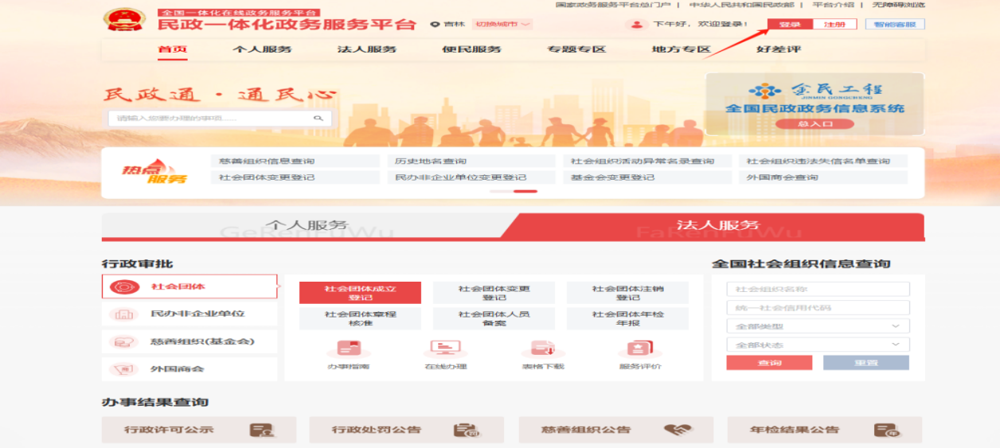 国家政务服务平台总门户 | 中华人民共和国民政部 | 平台介绍 | 无障碍浏览
全国一体化在线政务服务平台
民政一体化政务服务平台
吉林 切换城市
下午好，欢迎登录！ 登录 注册 智能客服
首页 个人服务 法人服务 便民服务 专题专区 地方专区 好差评
民政通·通民心
请输入您要办理的事项......
金民工程
JINMIN GONGCHENG
全国民政政务信息系统
总入口
热点服务
慈善组织信息查询 历史地名查询 社会组织活动异常名录查询 社会组织违法失信名单查询
社会团体变更登记 民办非企业单位变更登记 基金会变更登记 外国商会查询
个人服务 法人服务
GeRenFuWu FaRenFuWu
行政审批
社会团体
民办非企业单位
慈善组织(基金会)
外国商会
社会团体成立
登记
社会团体变更
登记
社会团体注销
登记
社会团体章程
核准
社会团体人员
备案
社会团体年检
年报
办事指南 在线办理 表格下载 服务评价
全国社会组织信息查询
社会组织名称
统一社会信用代码
全部类型
全部状态
查询 重置
办事结果查询
行政许可公示 行政处罚公告 慈善组织公告 年检结果公告